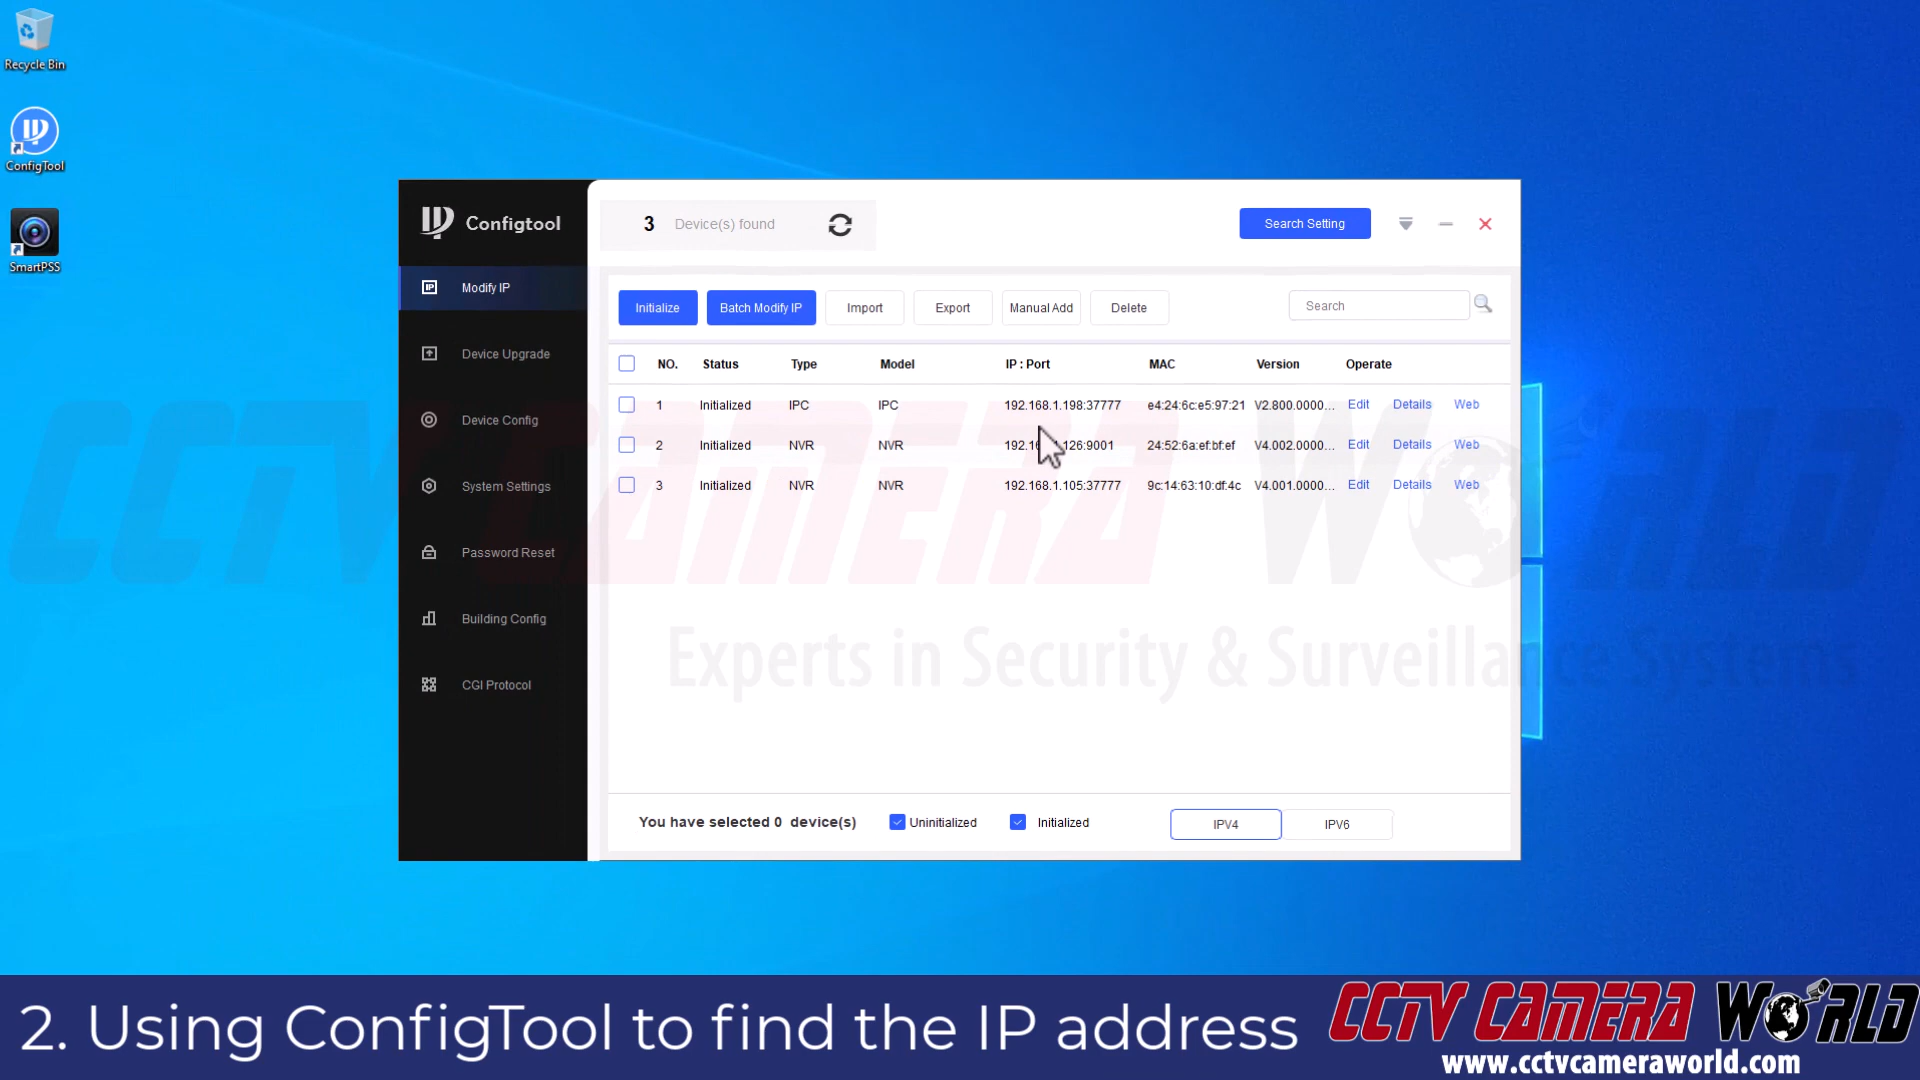 Recycle Bin
ConfigTool
SmartPSS
Configtool
3 Device(s) found
Search Setting
Modify IP
Device Upgrade
Device Config
System Settings
Password Reset
Building Config
CGI Protocol
Initialize Batch Modify IP Import Export Manual Add Delete Search
NO. Status Type Model IP : Port MAC Version Operate
1 Initialized IPC IPC 192.168.1.198:37777 e4:24:6c:e5:97:21 V2.800.0000... Edit Details Web
2 Initialized NVR NVR 24:52:6a:ef:bf:ef V4.002.0000... Edit Details Web
3 Initialized NVR NVR 192.168.1.105:37777 9c:14:63:10:df:4c V4.001.0000... Edit Details Web
CCTV CAMERA WORLD
Experts in Security & Surveillance Systems
You have selected 0 device(s) Uninitialized Initialized IPV4 IPV6
2. Using ConfigTool to find the IP address
CCTV CAMERA WORLD
www.cctvcameraworld.com